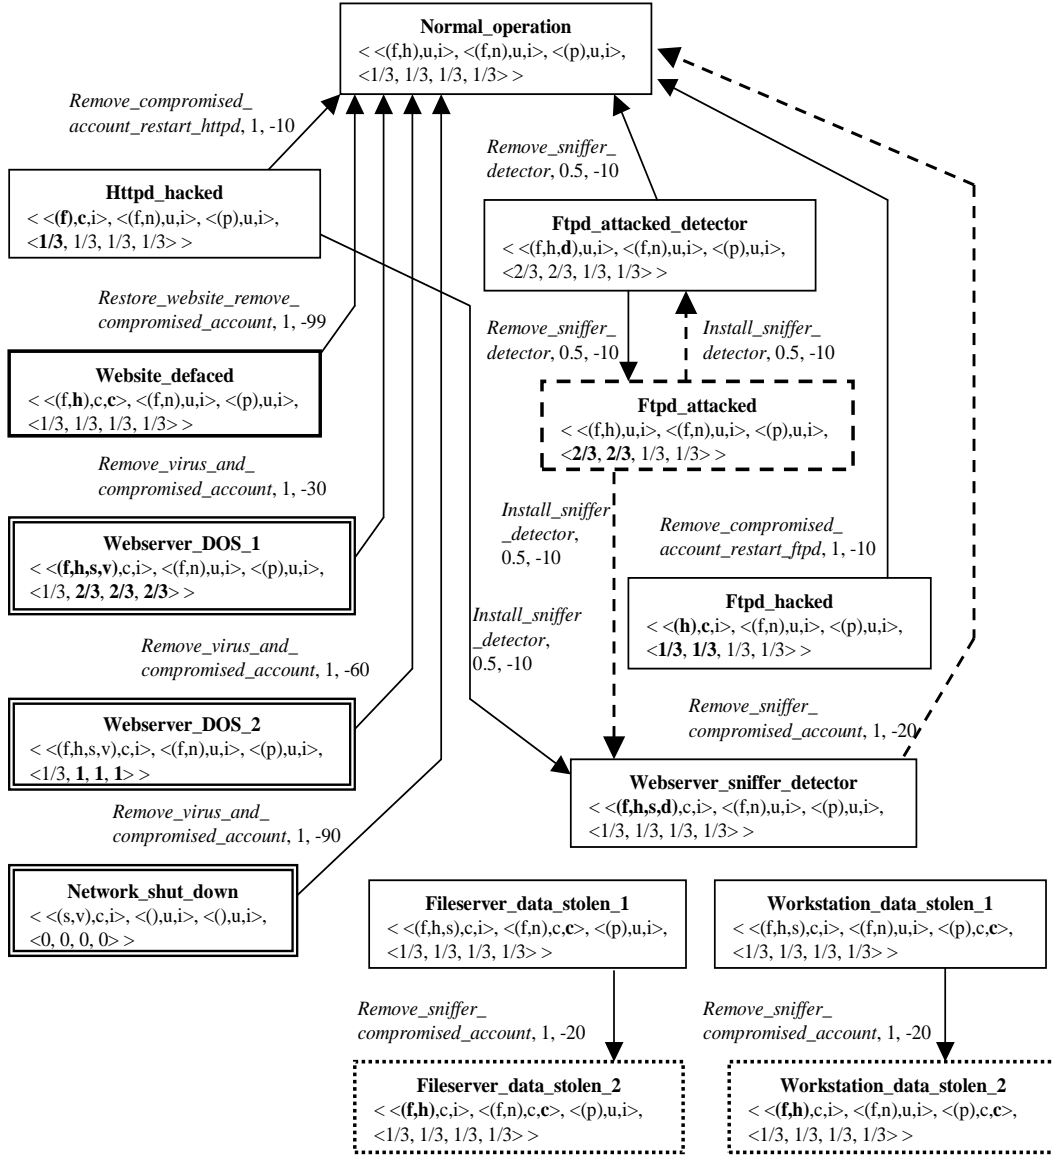 Normal_operation
< <(f,h),u,i>, <(f,n),u,i>, <(p),u,i>,
<1/3, 1/3, 1/3, 1/3> >
Remove_compromised_
account_restart_httpd, 1, -10
Remove_sniffer_
detector, 0.5, -10
Httpd_hacked
< <(f),c,i>, <(f,n),u,i>, <(p),u,i>,
<1/3, 1/3, 1/3, 1/3> >
Ftpd_attacked_detector
< <(f,h,d),u,i>, <(f,n),u,i>, <(p),u,i>,
<2/3, 2/3, 1/3, 1/3> >
Restore_website_remove_
compromised_account, 1, -99
Remove_sniffer_
detector, 0.5, -10
Install_sniffer_
detector, 0.5, -10
Website_defaced
< <(f,h),c,c>, <(f,n),u,i>, <(p),u,i>,
<1/3, 1/3, 1/3, 1/3> >
Ftpd_attacked
< <(f,h),u,i>, <(f,n),u,i>, <(p),u,i>,
<2/3, 2/3, 1/3, 1/3> >
Remove_virus_and_
compromised_account, 1, -30
Install_sniffer
_detector,
0.5, -10
Remove_compromised_
account_restart_ftpd, 1, -10
Webserver_DOS_1
< <(f,h,s,v),c,i>, <(f,n),u,i>, <(p),u,i>,
<1/3, 2/3, 2/3, 2/3> >
Ftpd_hacked
< <(h),c,i>, <(f,n),u,i>, <(p),u,i>,
<1/3, 1/3, 1/3, 1/3> >
Install_sniffer
_detector,
0.5, -10
Remove_virus_and_
compromised_account, 1, -60
Remove_sniffer_
compromised_account, 1, -20
Webserver_DOS_2
< <(f,h,s,v),c,i>, <(f,n),u,i>, <(p),u,i>,
<1/3, 1, 1, 1> >
Webserver_sniffer_detector
< <(f,h,s,d),c,i>, <(f,n),u,i>, <(p),u,i>,
<1/3, 1/3, 1/3, 1/3> >
Remove_virus_and_
compromised_account, 1, -90
Network_shut_down
< <(s,v),c,i>, <(),u,i>, <(),u,i>,
<0, 0, 0, 0> >
Fileserver_data_stolen_1
< <(f,h,s),c,i>, <(f,n),c,c>, <(p),u,i>,
<1/3, 1/3, 1/3, 1/3> >
Workstation_data_stolen_1
< <(f,h,s),c,i>, <(f,n),u,i>, <(p),c,c>,
<1/3, 1/3, 1/3, 1/3> >
Remove_sniffer_
compromised_account, 1, -20
Remove_sniffer_
compromised_account, 1, -20
Fileserver_data_stolen_2
< <(f,h),c,i>, <(f,n),c,c>, <(p),u,i>,
<1/3, 1/3, 1/3, 1/3> >
Workstation_data_stolen_2
< <(f,h),c,i>, <(f,n),u,i>, <(p),c,c>,
<1/3, 1/3, 1/3, 1/3> >